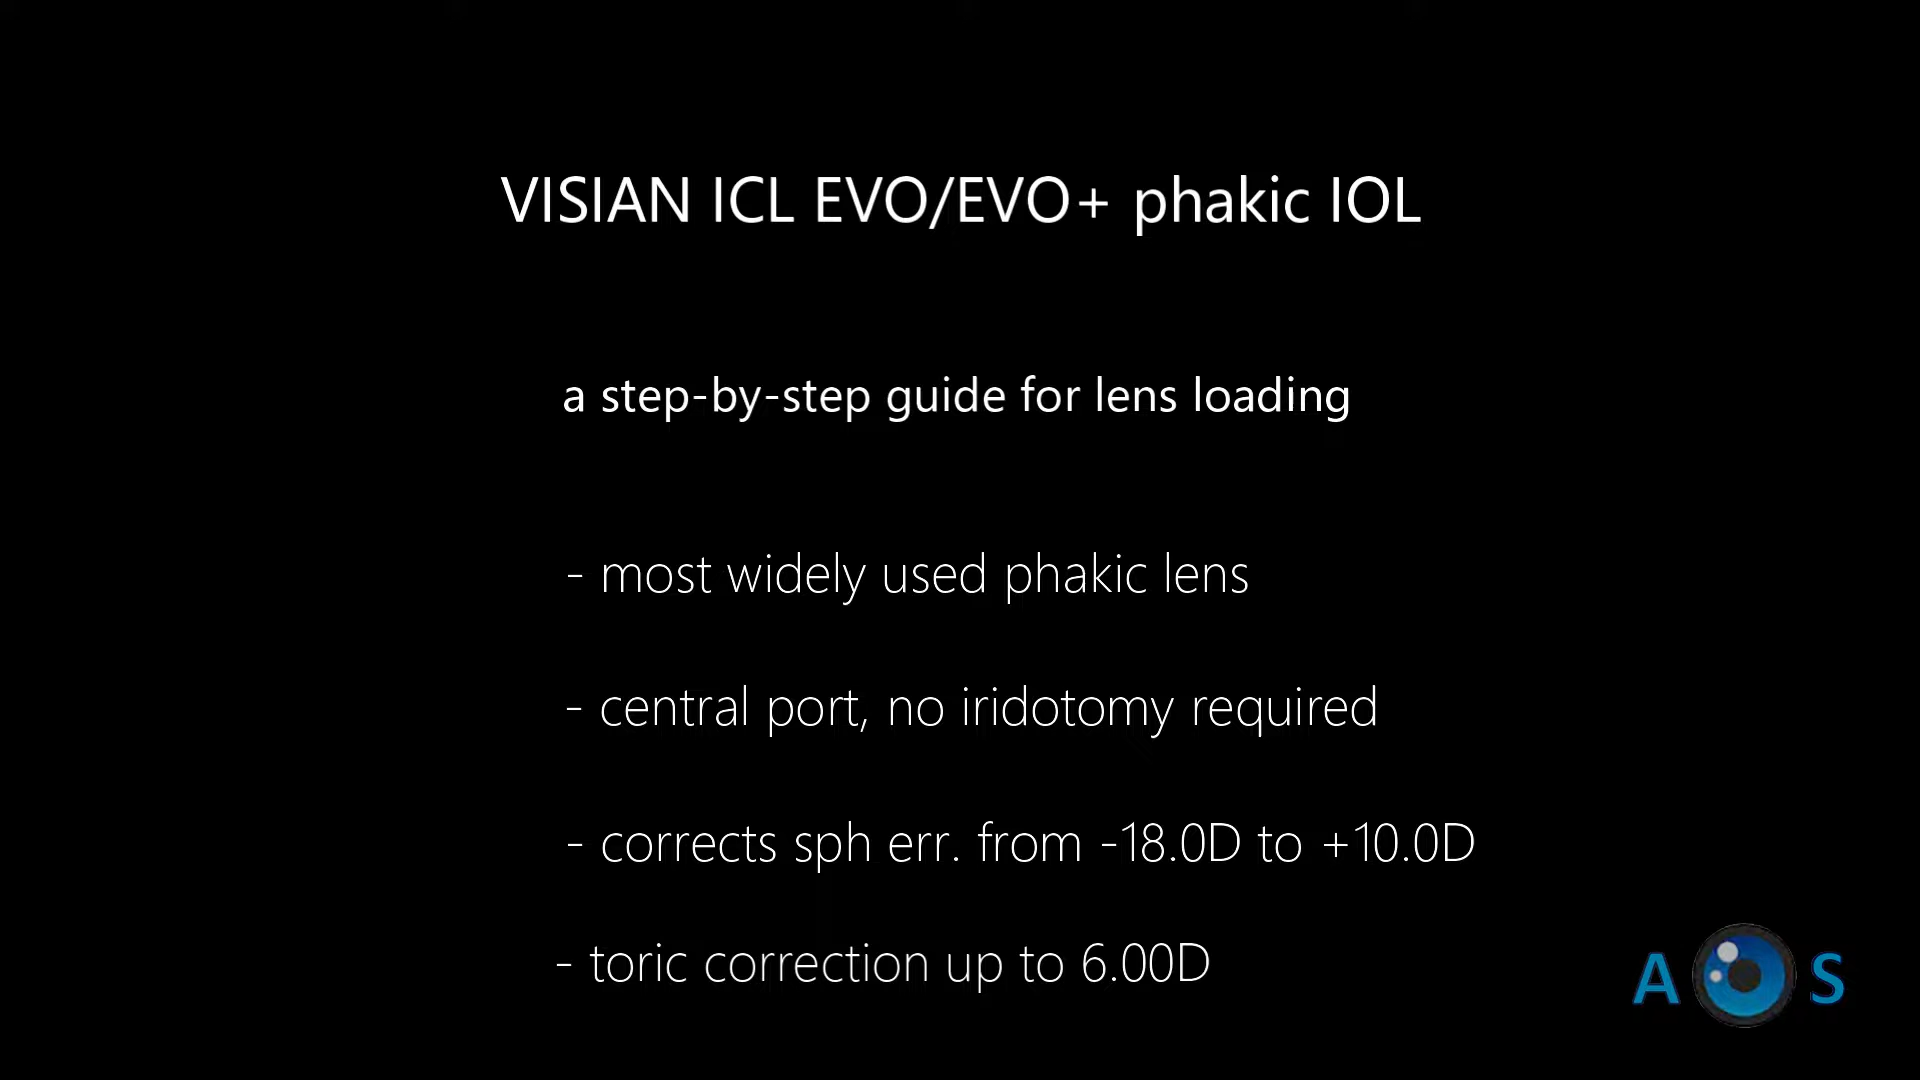 VISIAN ICL EVO/EVO+ phakic IOL
a step-by-step guide for lens loading
- most widely used phakic lens
- central port, no iridotomy required
- corrects sph err. from -18.0D to +10.0D
- toric correction up to 6.00D
A S